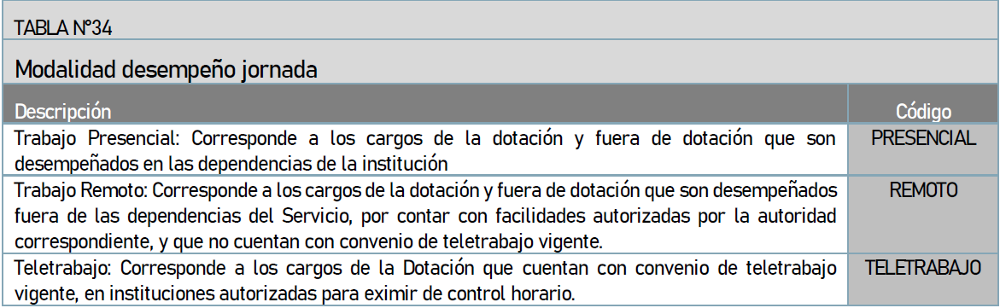 TABLA N°34
Modalidad desempeño jornada
Descripción
Código
Trabajo Presencial: Corresponde a los cargos de la dotación y fuera de dotación que son
desempeñados en las dependencias de la institución
PRESENCIAL
Trabajo Remoto: Corresponde a los cargos de la dotación y fuera de dotación que son desempeñados
fuera de las dependencias del Servicio, por contar con facilidades autorizadas por la autoridad
correspondiente, y que no cuentan con convenio de teletrabajo vigente.
REMOTO
Teletrabajo: Corresponde a los cargos de la Dotación que cuentan con convenio de teletrabajo
vigente, en instituciones autorizadas para eximir de control horario.
TELETRABAJO